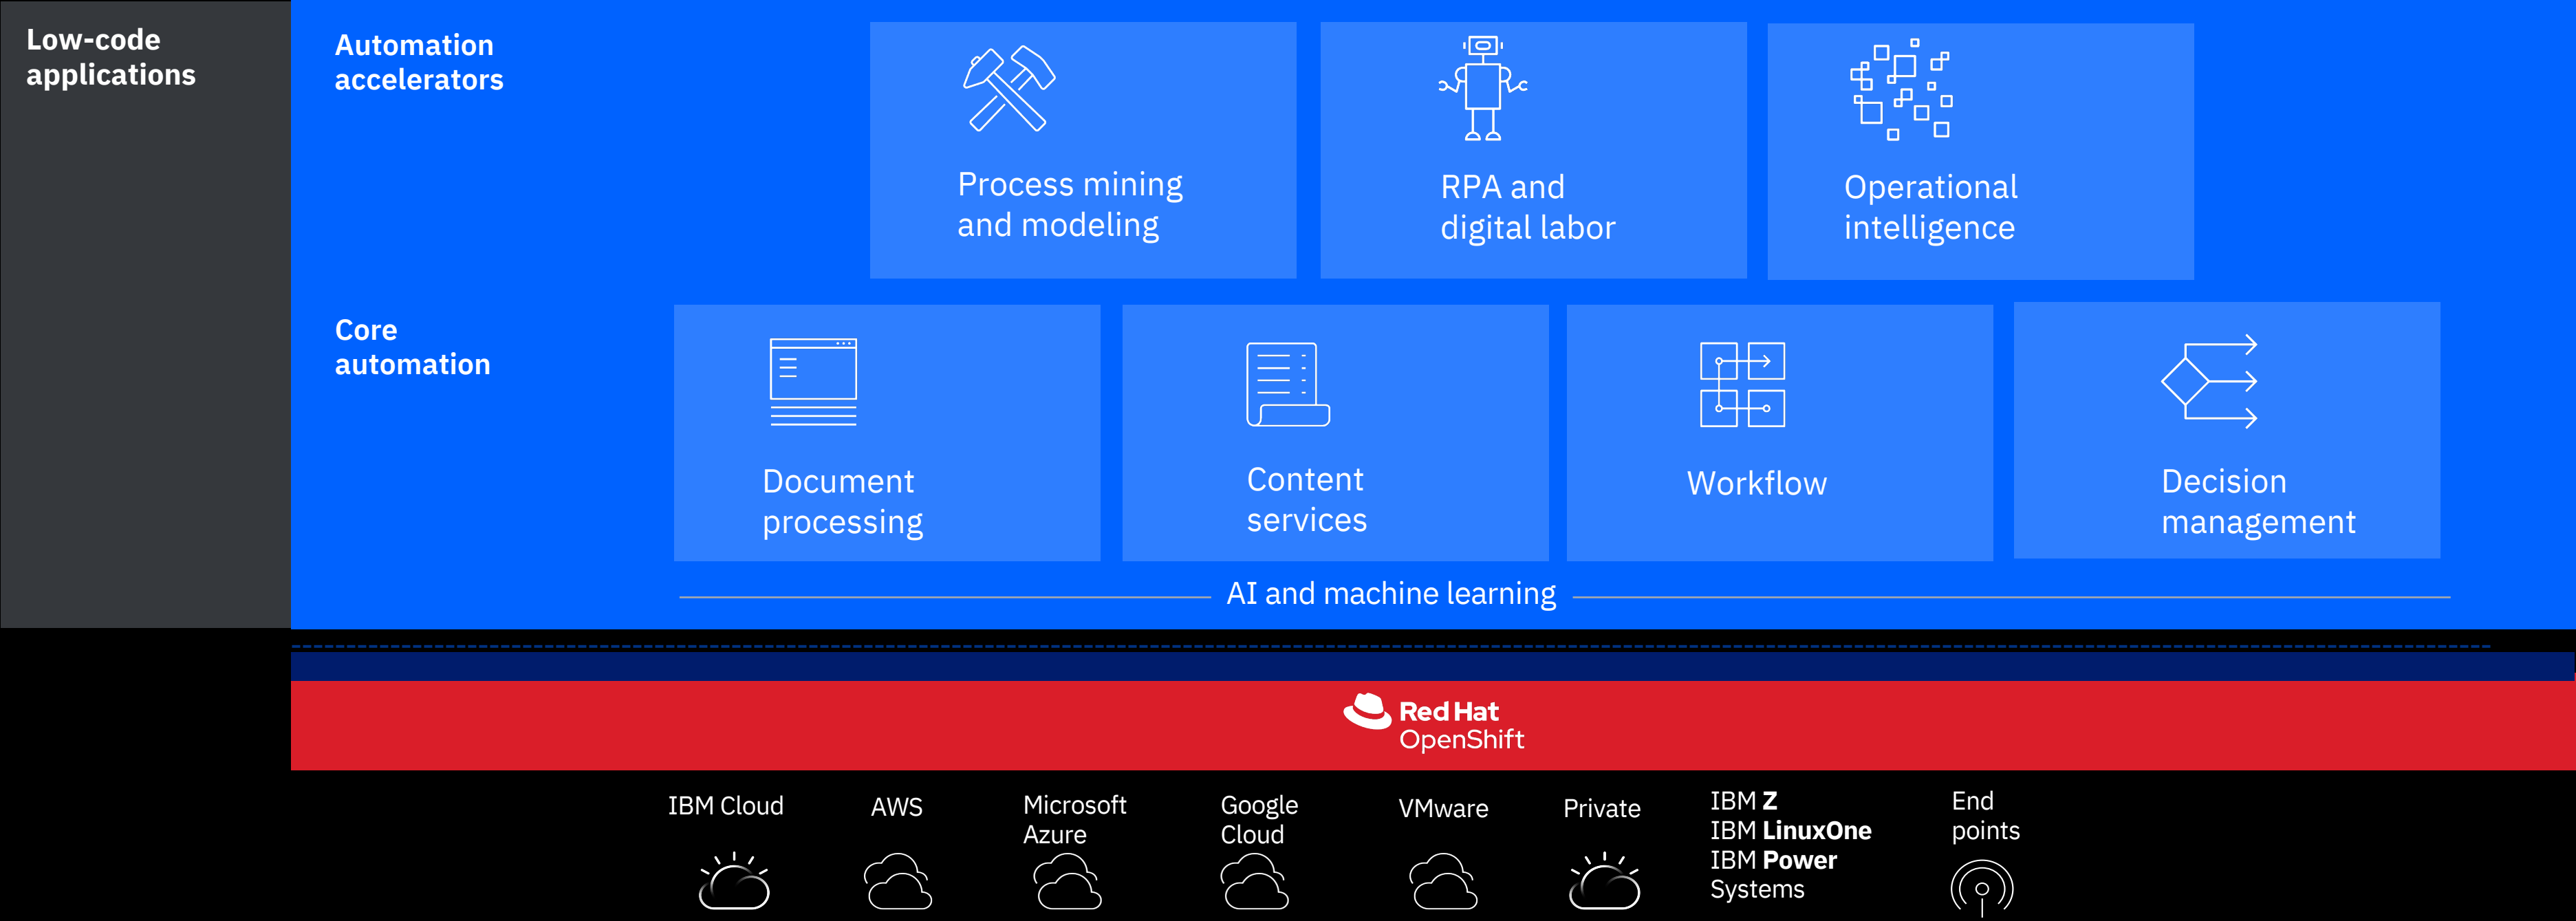 Low-code
applications
Automation
accelerators
Process mining
and modeling
RPA and
digital labor
Operational
intelligence
Core
automation
Document
processing
Content
services
Workflow
Decision
management
AI and machine learning
Red Hat
OpenShift
IBM Cloud
AWS
Microsoft
Azure
Google
Cloud
VMware
Private
IBM Z
IBM LinuxOne
IBM Power
Systems
End
points